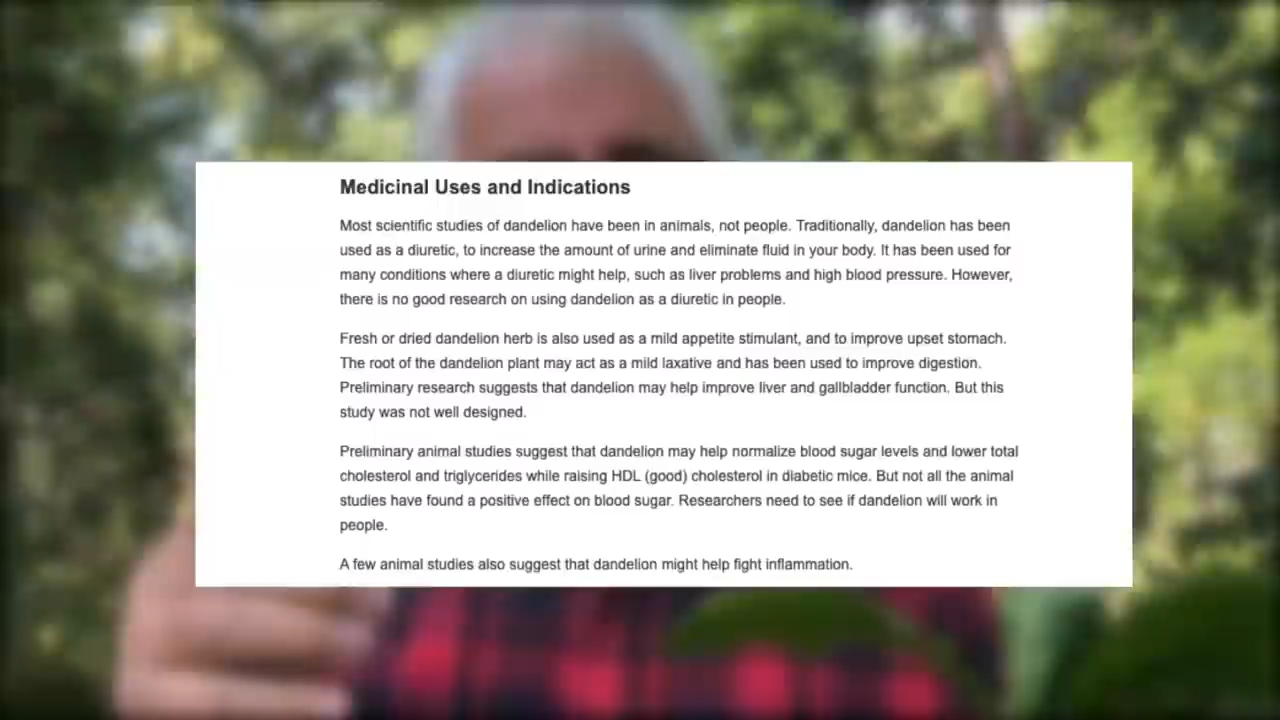 Medicinal Uses and Indications
Most scientific studies of dandelion have been in animals, not people. Traditionally, dandelion has been
used as a diuretic, to increase the amount of urine and eliminate fluid in your body. It has been used for
many conditions where a diuretic might help, such as liver problems and high blood pressure. However,
there is no good research on using dandelion as a diuretic in people.
Fresh or dried dandelion herb is also used as a mild appetite stimulant, and to improve upset stomach.
The root of the dandelion plant may act as a mild laxative and has been used to improve digestion.
Preliminary research suggests that dandelion may help improve liver and gallbladder function. But this
study was not well designed.
Preliminary animal studies suggest that dandelion may help normalize blood sugar levels and lower total
cholesterol and triglycerides while raising HDL (good) cholesterol in diabetic mice. But not all the animal
studies have found a positive effect on blood sugar. Researchers need to see if dandelion will work in
people.
A few animal studies also suggest that dandelion might help fight inflammation.